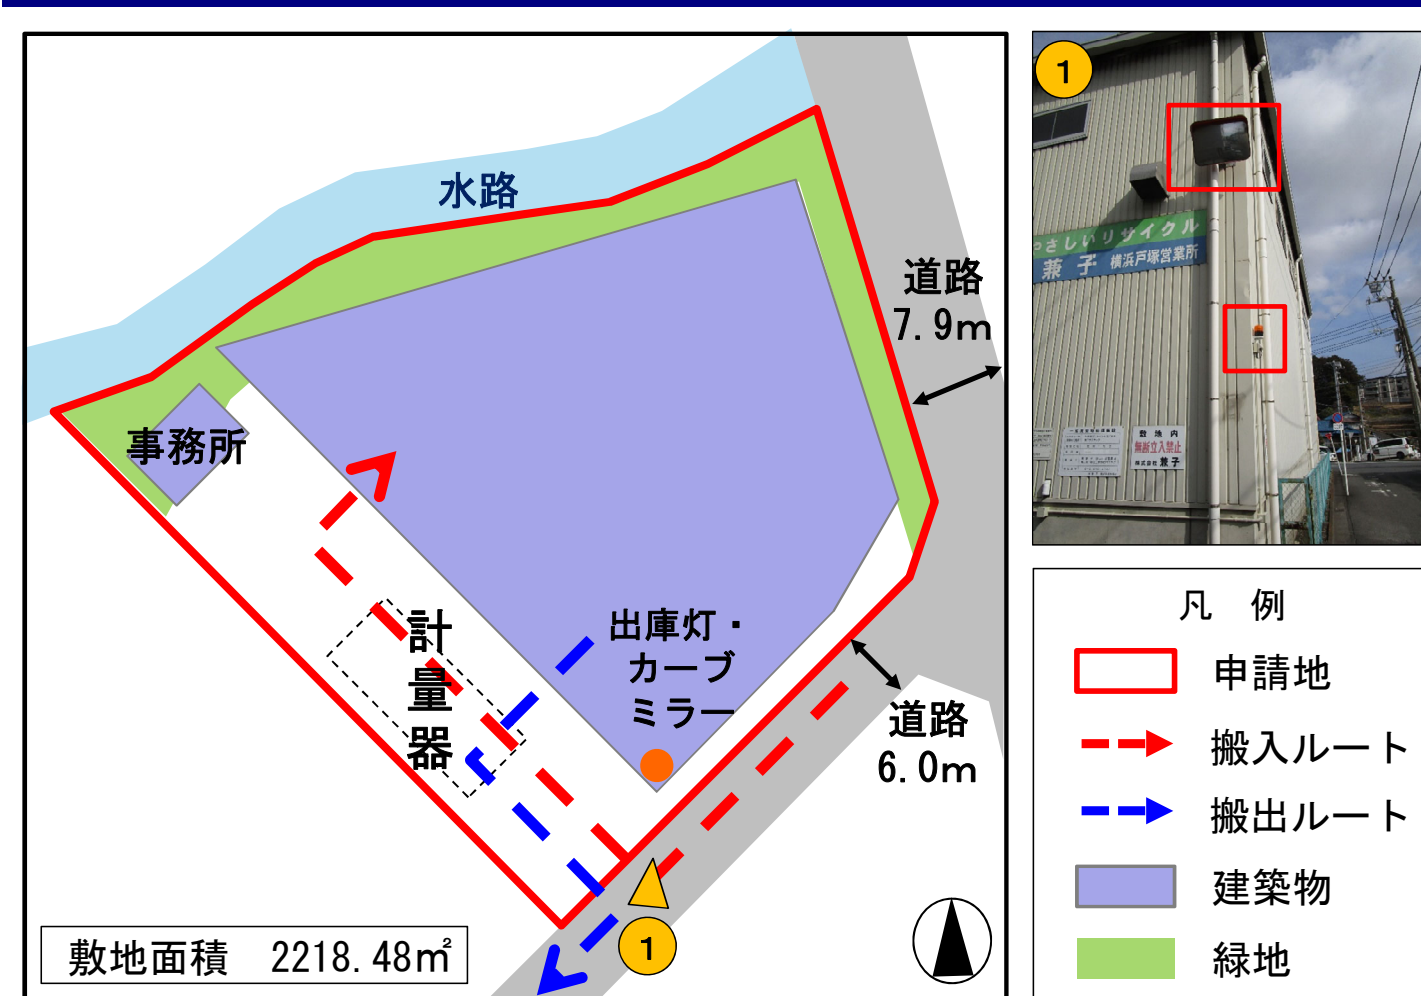 水路
道路
7.9m
事務所
計量器
出庫灯・
カーブ
ミラー
道路
6.0m
1
敷地面積 2218.48㎡
1
やさしいリサイクル
兼子 横浜戸塚営業所
敷地内
無断立入禁止
株式会社 兼子
凡 例
申請地
搬入ルート
搬出ルート
建築物
緑地